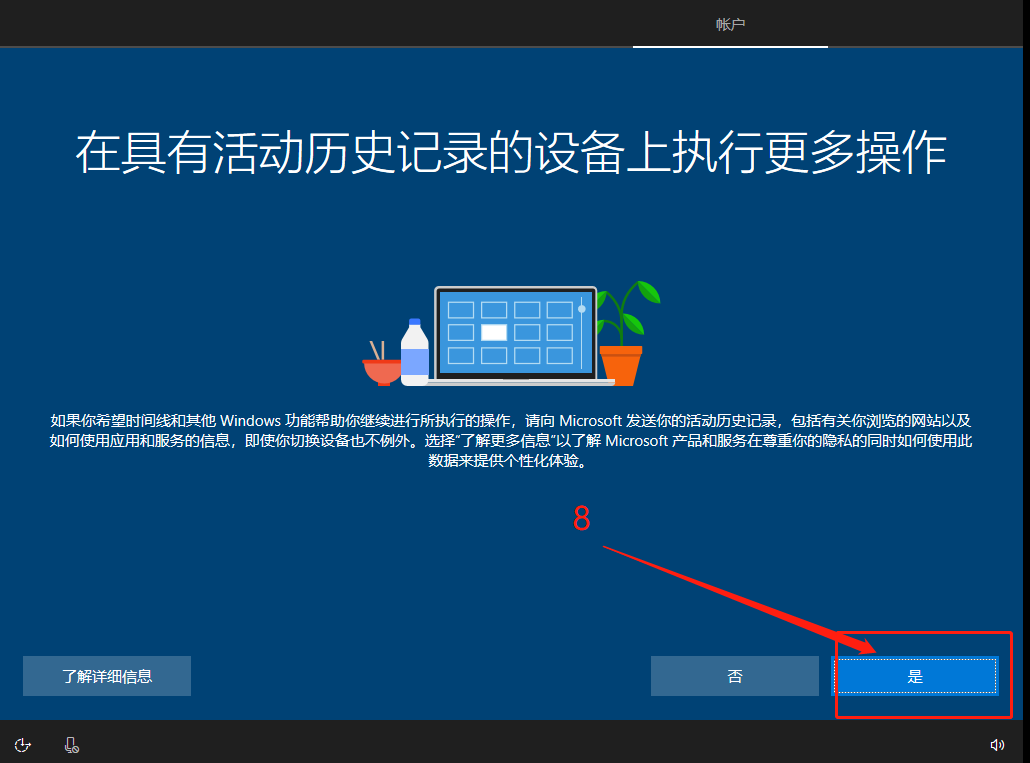 帐户
在具有活动历史记录的设备上执行更多操作
如果你希望时间线和其他 Windows 功能帮助你继续进行所执行的操作，请向 Microsoft 发送你的活动历史记录，包括有关你浏览的网站以及
如何使用应用和服务的信息，即使你切换设备也不例外。选择"了解更多信息"以了解 Microsoft 产品和服务在尊重你的隐私的同时如何使用此
数据来提供个性化体验。
8
了解详细信息
否
是